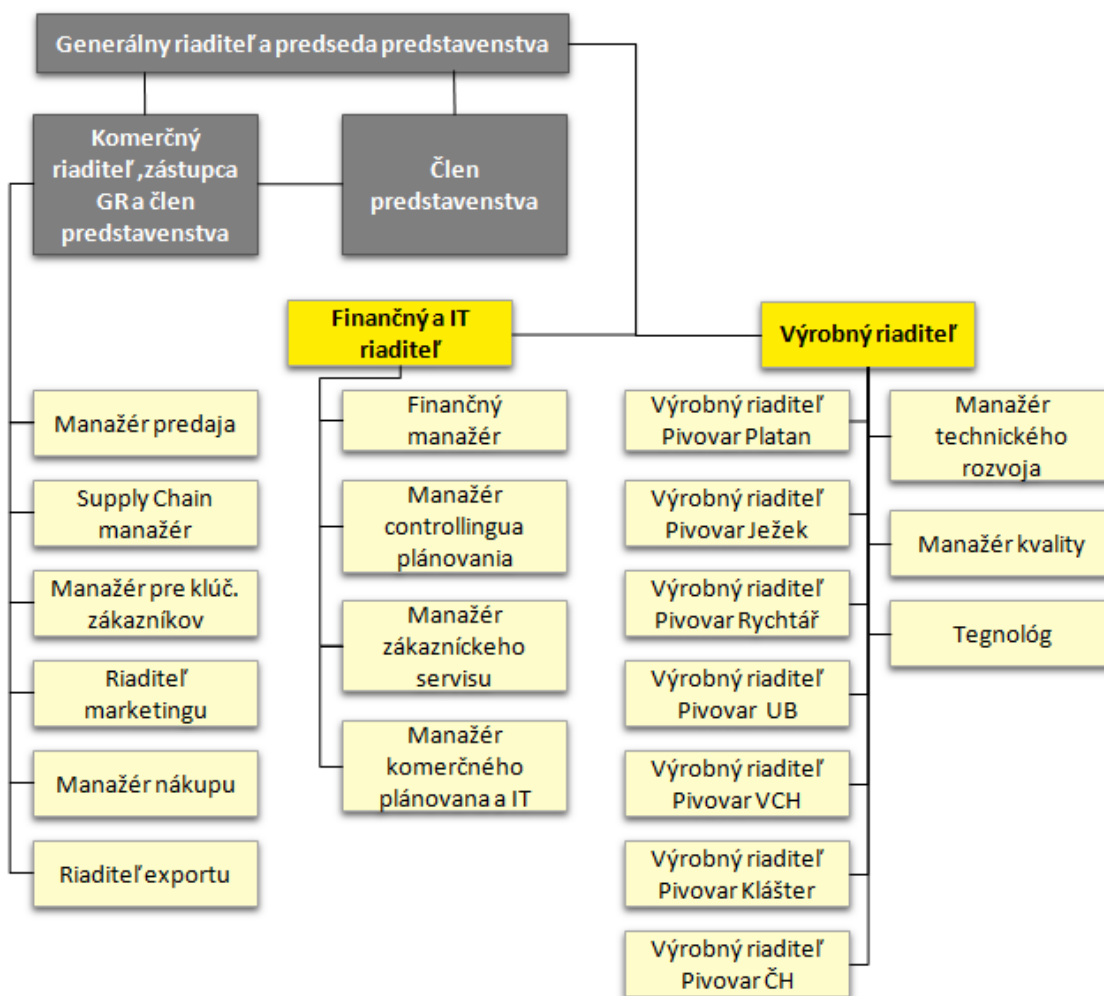 Generálny riaditeľ a predseda predstavenstva
Komerčný
riaditeľ ,zástupca
GR a člen
predstavenstva
Člen
predstavenstva
Finančný a IT
riaditeľ
Výrobný riaditeľ
Manažér predaja
Supply Chain
manažér
Manažér pre klúč.
zákazníkov
Riaditeľ
marketingu
Manažér nákupu
Riaditeľ exportu
Finančný
manažér
Manažér
controllingu a
plánovania
Manažér
zákazníckeho
servisu
Manažér
komerčného
plánovana a IT
Výrobný riaditeľ
Pivovar Platan
Výrobný riaditeľ
Pivovar Ježek
Výrobný riaditeľ
Pivovar Rychtář
Výrobný riaditeľ
Pivovar UB
Výrobný riaditeľ
Pivovar VCH
Výrobný riaditeľ
Pivovar Klášter
Výrobný riaditeľ
Pivovar ČH
Manažér
technického
rozvoja
Manažér kvality
Tegnológ